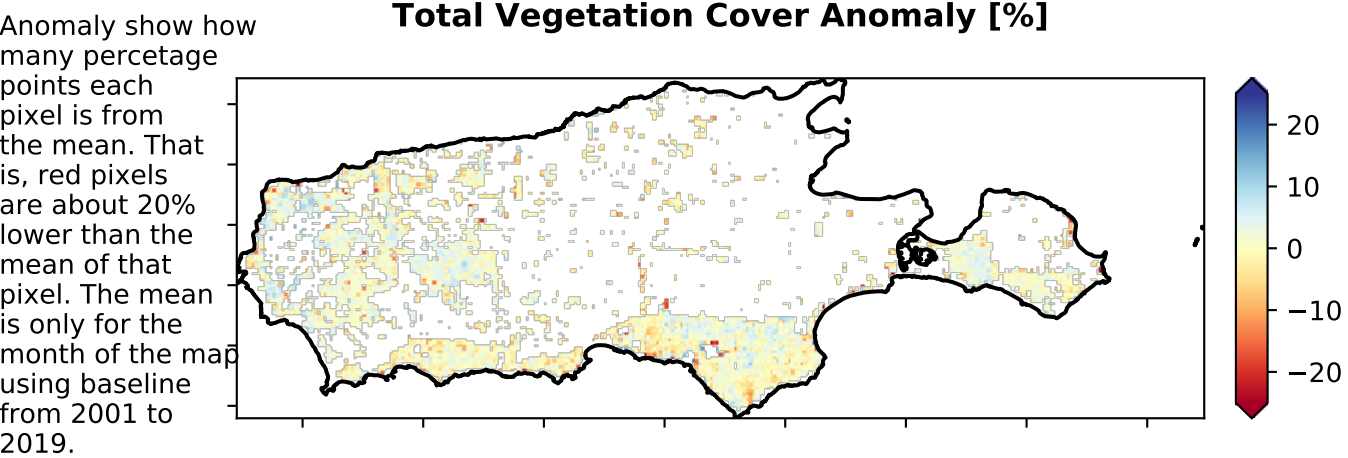 Total Vegetation Cover Anomaly [%]
Anomaly show how
many percetage
points each
pixel is from
the mean. That
is, red pixels
are about 20%
lower than the
mean of that
pixel. The mean
is only for the
month of the map
using baseline
from 2001 to
2019.
20
10
0
−10
−20